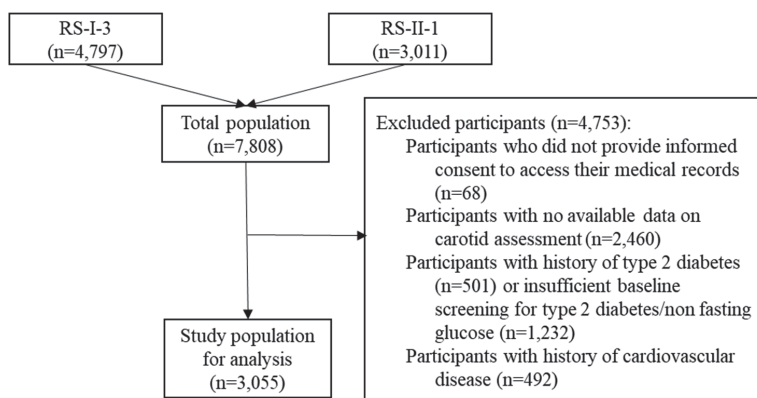 RS-I-3
(n=4,797)
RS-II-1
(n=3,011)
Total population
(n=7,808)
Excluded participants (n=4,753):
Participants who did not provide informed
consent to access their medical records
(n=68)
Participants with no available data on
carotid assessment (n=2,460)
Participants with history of type 2 diabetes
(n=501) or insufficient baseline
screening for type 2 diabetes/non fasting
glucose (n=1,232)
Participants with history of cardiovascular
disease (n=492)
Study population
for analysis
(n=3,055)